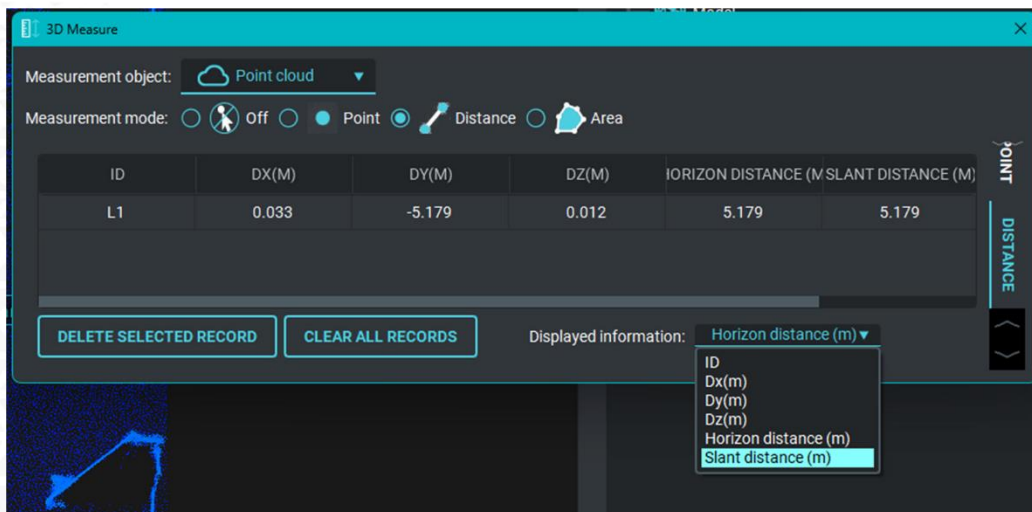 3D Measure
Measurement object: Point cloud
Measurement mode: Off Point Distance Area
ID DX(M) DY(M) DZ(M) HORIZON DISTANCE (M SLANT DISTANCE (M)
L1 0.033 -5.179 0.012 5.179 5.179
POINT
DISTANCE
DELETE SELECTED RECORD CLEAR ALL RECORDS Displayed information: Horizon distance (m)
ID
Dx(m)
Dy(m)
Dz(m)
Horizon distance (m)
Slant distance (m)